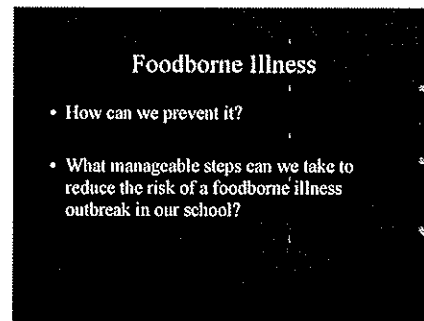 Foodborne Illness
• How can we prevent it?
• What manageable steps can we take to
reduce the risk of a foodborne illness
outbreak in our school?